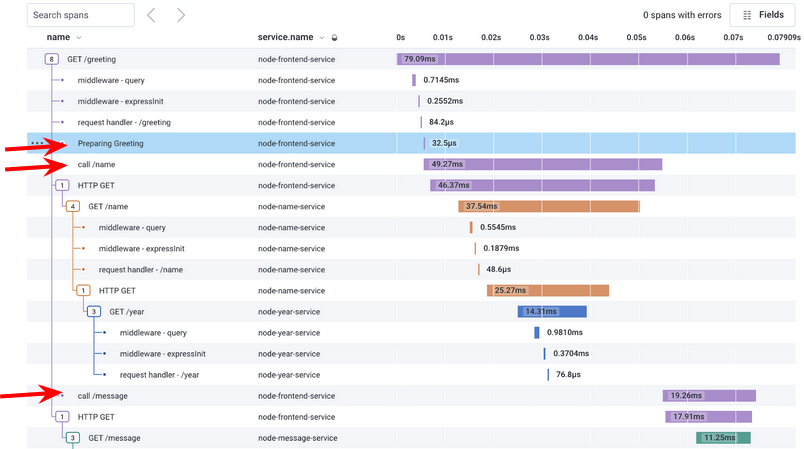 Search spans 0 spans with errors Fields
name service.name 0s 0.01s 0.02s 0.03s 0.04s 0.05s 0.06s 0.07s 0.07909s
8 GET /greeting node-frontend-service 79.09ms
middleware - query node-frontend-service 0.7145ms
middleware - expressInit node-frontend-service 0.2552ms
request handler - /greeting node-frontend-service 84.2µs
Preparing Greeting node-frontend-service 32.5µs
call /name node-frontend-service 49.27ms
1 HTTP GET node-frontend-service 46.37ms
4 GET /name node-name-service 37.54ms
middleware - query node-name-service 0.5545ms
middleware - expressInit node-name-service 0.1879ms
request handler - /name node-name-service 48.6µs
1 HTTP GET node-name-service 25.27ms
3 GET /year node-year-service 14.31ms
middleware - query node-year-service 0.9810ms
middleware - expressInit node-year-service 0.3704ms
request handler - /year node-year-service 76.8µs
call /message node-frontend-service 19.26ms
1 HTTP GET node-frontend-service 17.91ms
3 GET /message node-message-service 11.25ms